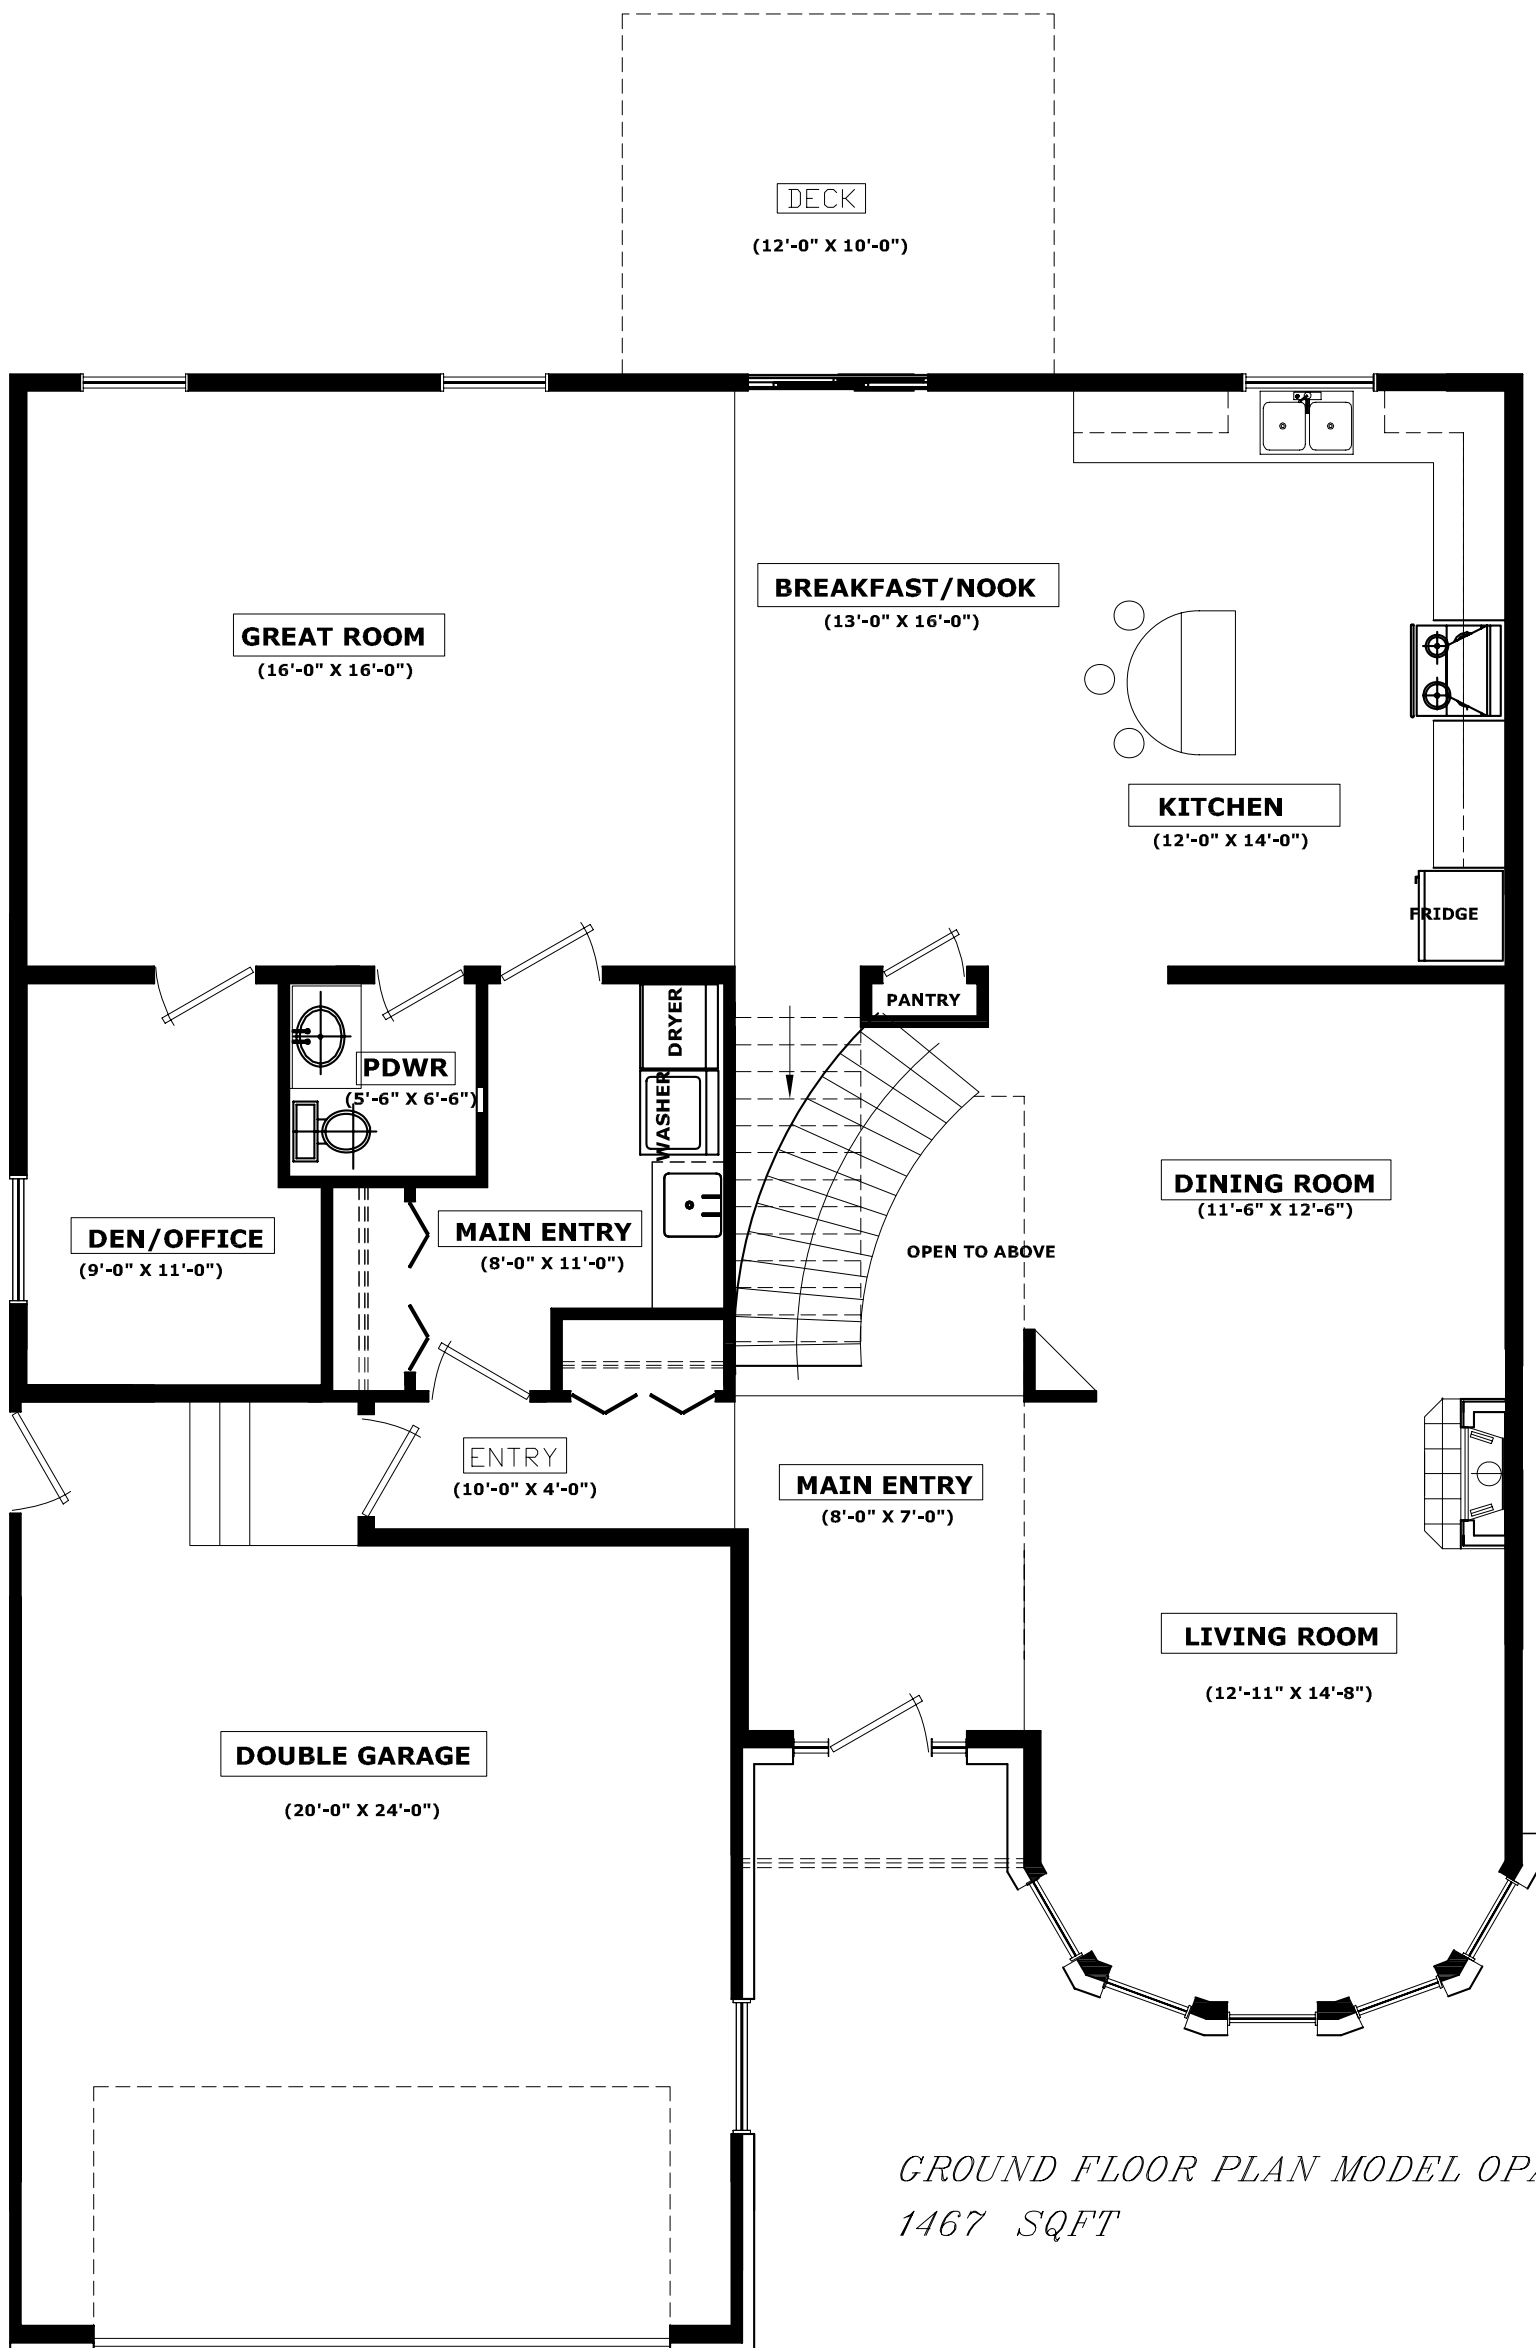 DECK
(12'-0" X 10'-0")
BREAKFAST/NOOK
(13'-0" X 16'-0")
GREAT ROOM
(16'-0" X 16'-0")
KITCHEN
(12'-0" X 14'-0")
FRIDGE
PANTRY
DRYER
WASHER
PDWR
(5'-6" X 6'-6")
DINING ROOM
(11'-6" X 12'-6")
DEN/OFFICE
(9'-0" X 11'-0")
MAIN ENTRY
(8'-0" X 11'-0")
OPEN TO ABOVE
ENTRY
(10'-0" X 4'-0")
MAIN ENTRY
(8'-0" X 7'-0")
LIVING ROOM
(12'-11" X 14'-8")
DOUBLE GARAGE
(20'-0" X 24'-0")
GROUND FLOOR PLAN MODEL
1467 SQFT